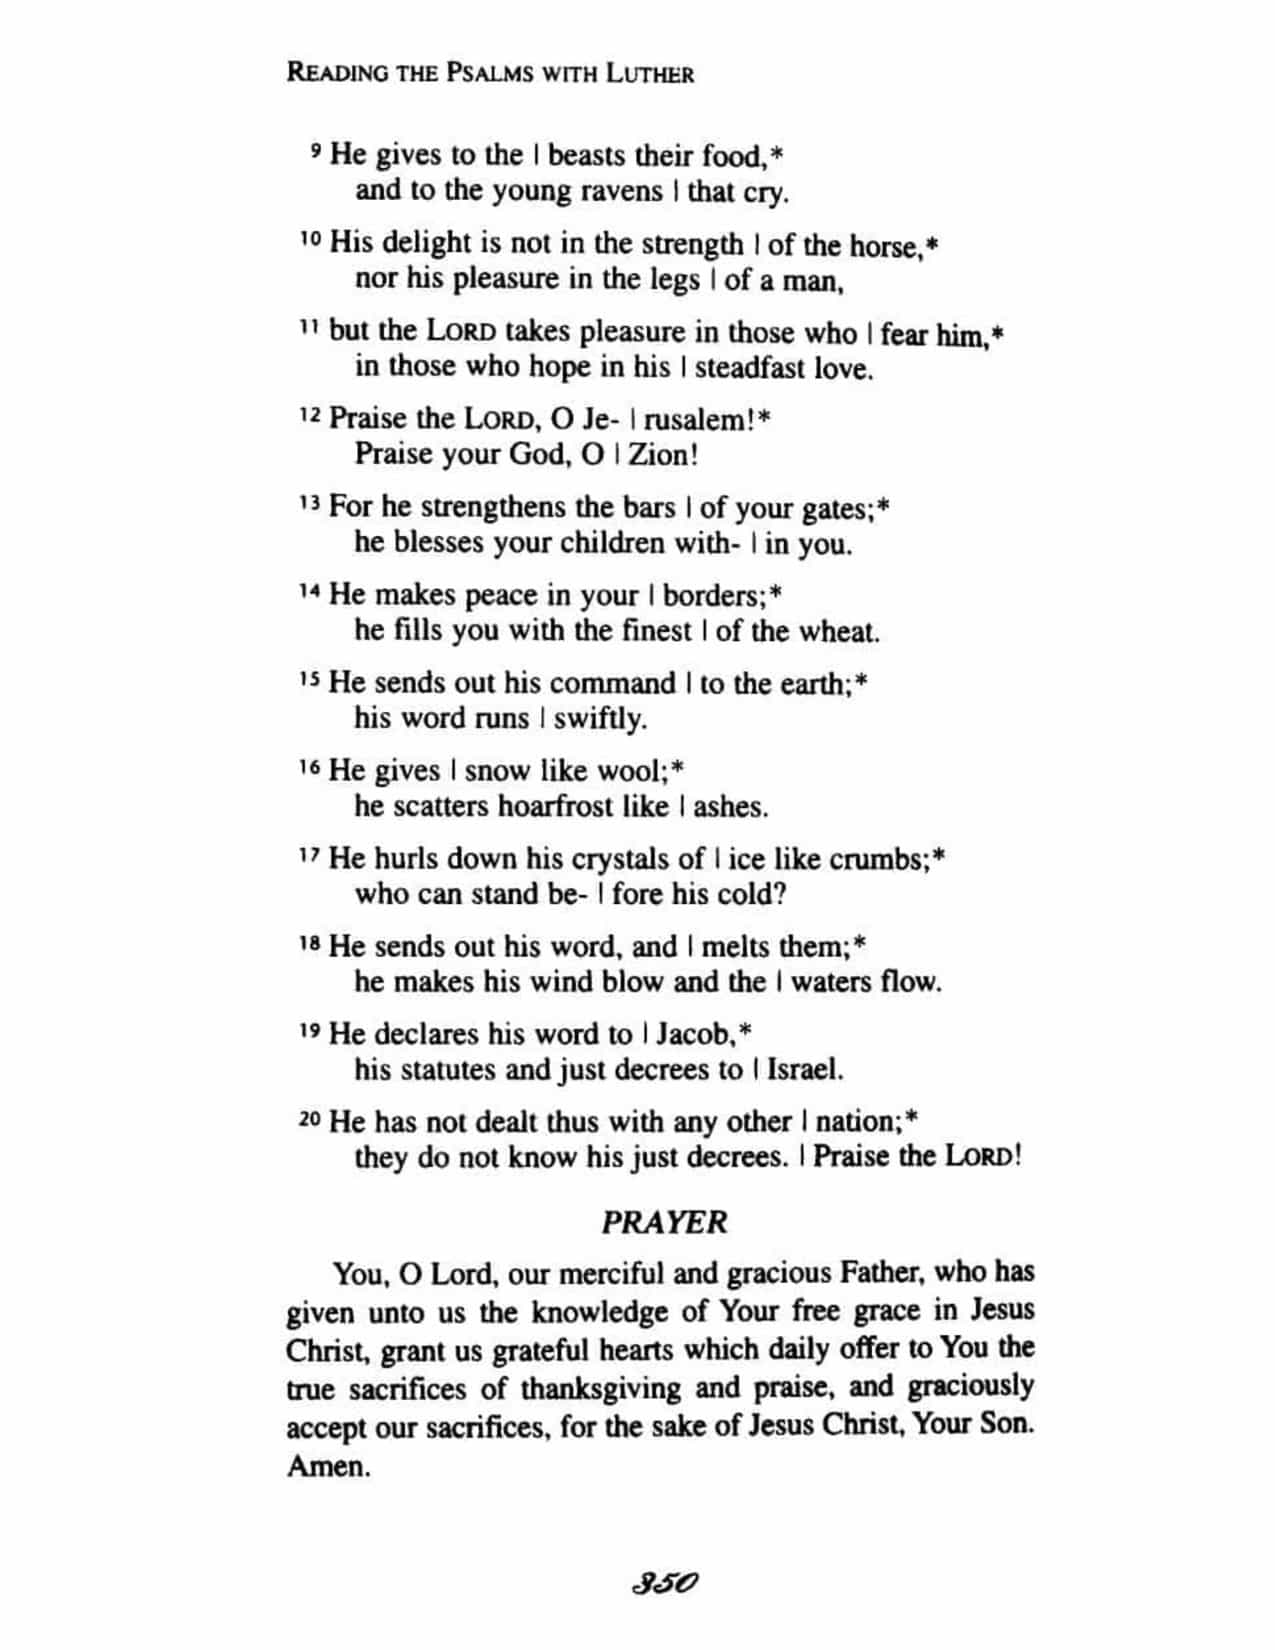 READING THE PSALMS WITH LUTHER
9 He gives to the | beasts their food,*
and to the young ravens | that cry.
10 His delight is not in the strength | of the horse,*
nor his pleasure in the legs | of a man,
11 but the LORD takes pleasure in those who | fear him,*
in those who hope in his | steadfast love.
12 Praise the LORD, O Je- | rusalem!*
Praise your God, O | Zion!
13 For he strengthens the bars | of your gates;*
he blesses your children with- | in you.
14 He makes peace in your | borders;*
he fills you with the finest | of the wheat.
15 He sends out his command | to the earth;*
his word runs | swiftly.
16 He gives | snow like wool;*
he scatters hoarfrost like | ashes.
17 He hurls down his crystals of | ice like crumbs;*
who can stand be- | fore his cold?
18 He sends out his word, and | melts them;*
he makes his wind blow and the | waters flow.
19 He declares his word to | Jacob,*
his statutes and just decrees to | Israel.
20 He has not dealt thus with any other | nation;*
they do not know his just decrees. | Praise the LORD!
PRAYER
You, O Lord, our merciful and gracious Father, who has
given unto us the knowledge of Your free grace in Jesus
Christ, grant us grateful hearts which daily offer to You the
true sacrifices of thanksgiving and praise, and graciously
accept our sacrifices, for the sake of Jesus Christ, Your Son.
Amen.
350